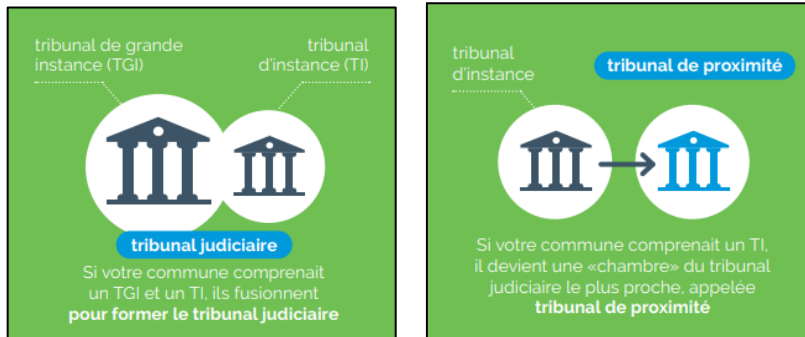 tribunal de grande
instance (TGI)
tribunal
d'instance (TI)
tribunal judiciaire
Si votre commune comprenait
un TGI et un TI, ils fusionnent
pour former le tribunal judiciaire
tribunal
d'instance
tribunal de proximité
Si votre commune comprenait un TI,
il devient une «chambre» du tribunal
judiciaire le plus proche, appelée
tribunal de proximité